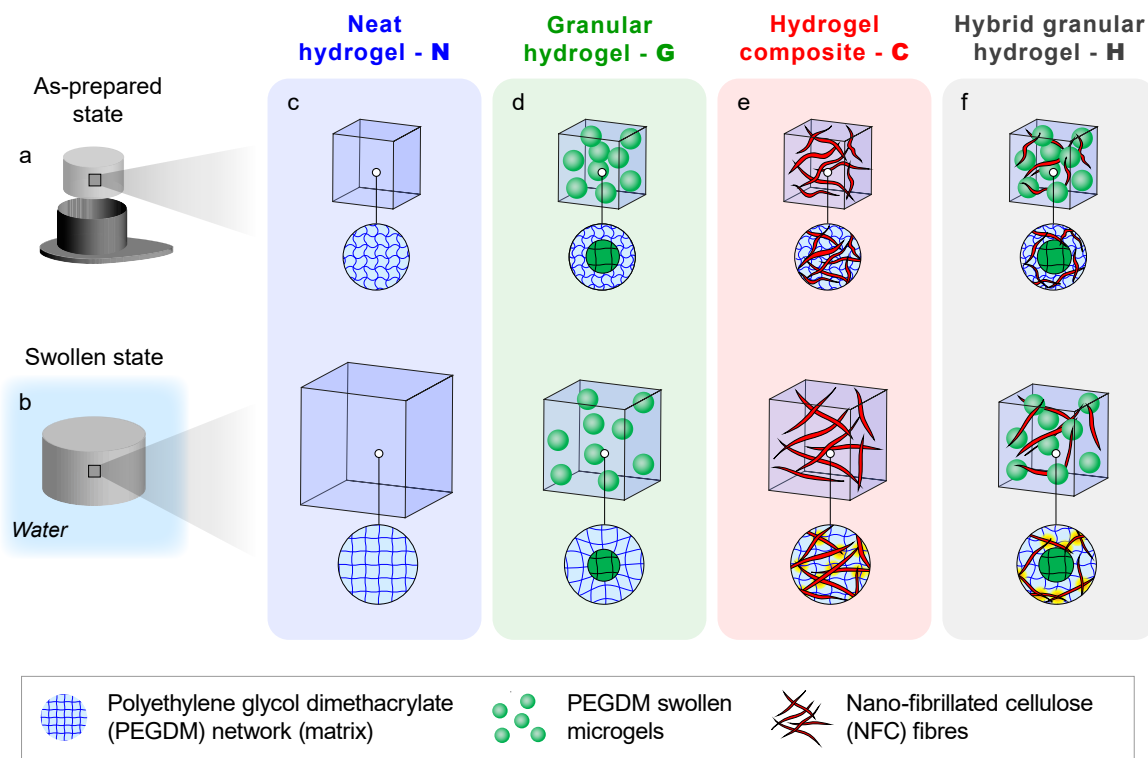 Neat
hydrogel - N
Granular
hydrogel - G
Hydrogel
composite - C
Hybrid granular
hydrogel - H
As-prepared
state
a
c
d
e
f
Swollen state
b
Water
Polyethylene glycol dimethacrylate
(PEGDM) network (matrix)
PEGDM swollen
microgels
Nano-fibrillated cellulose
(NFC) fibres